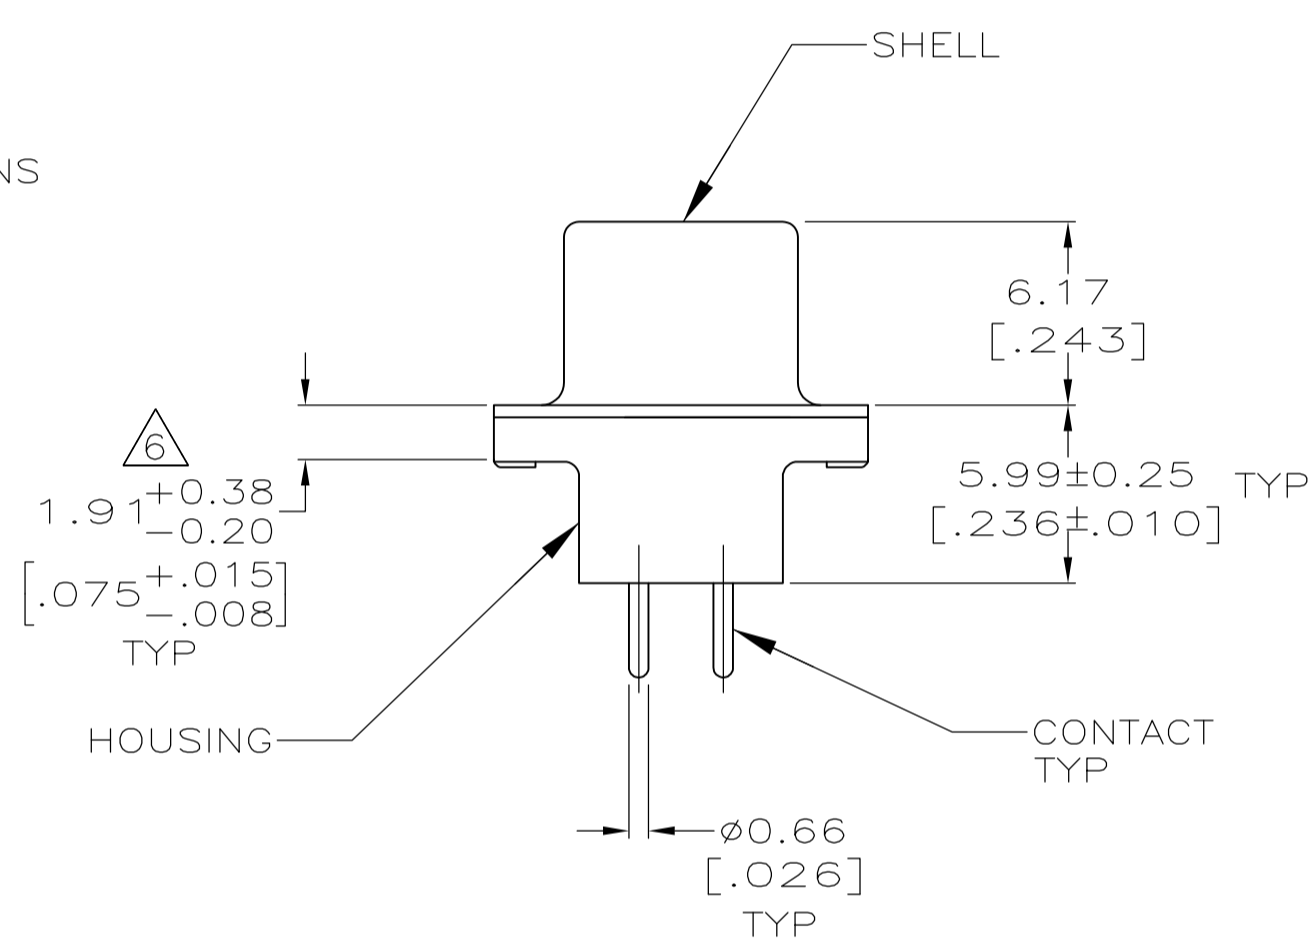 SHELL
NS
6.17
[.243]
6
1.91 +0.38
-0.20
[.075 +.015
-.008]
TYP
5.99±0.25 TYP
[.236±.010]
HOUSING
CONTACT
TYP
ø0.66
[.026]
TYP